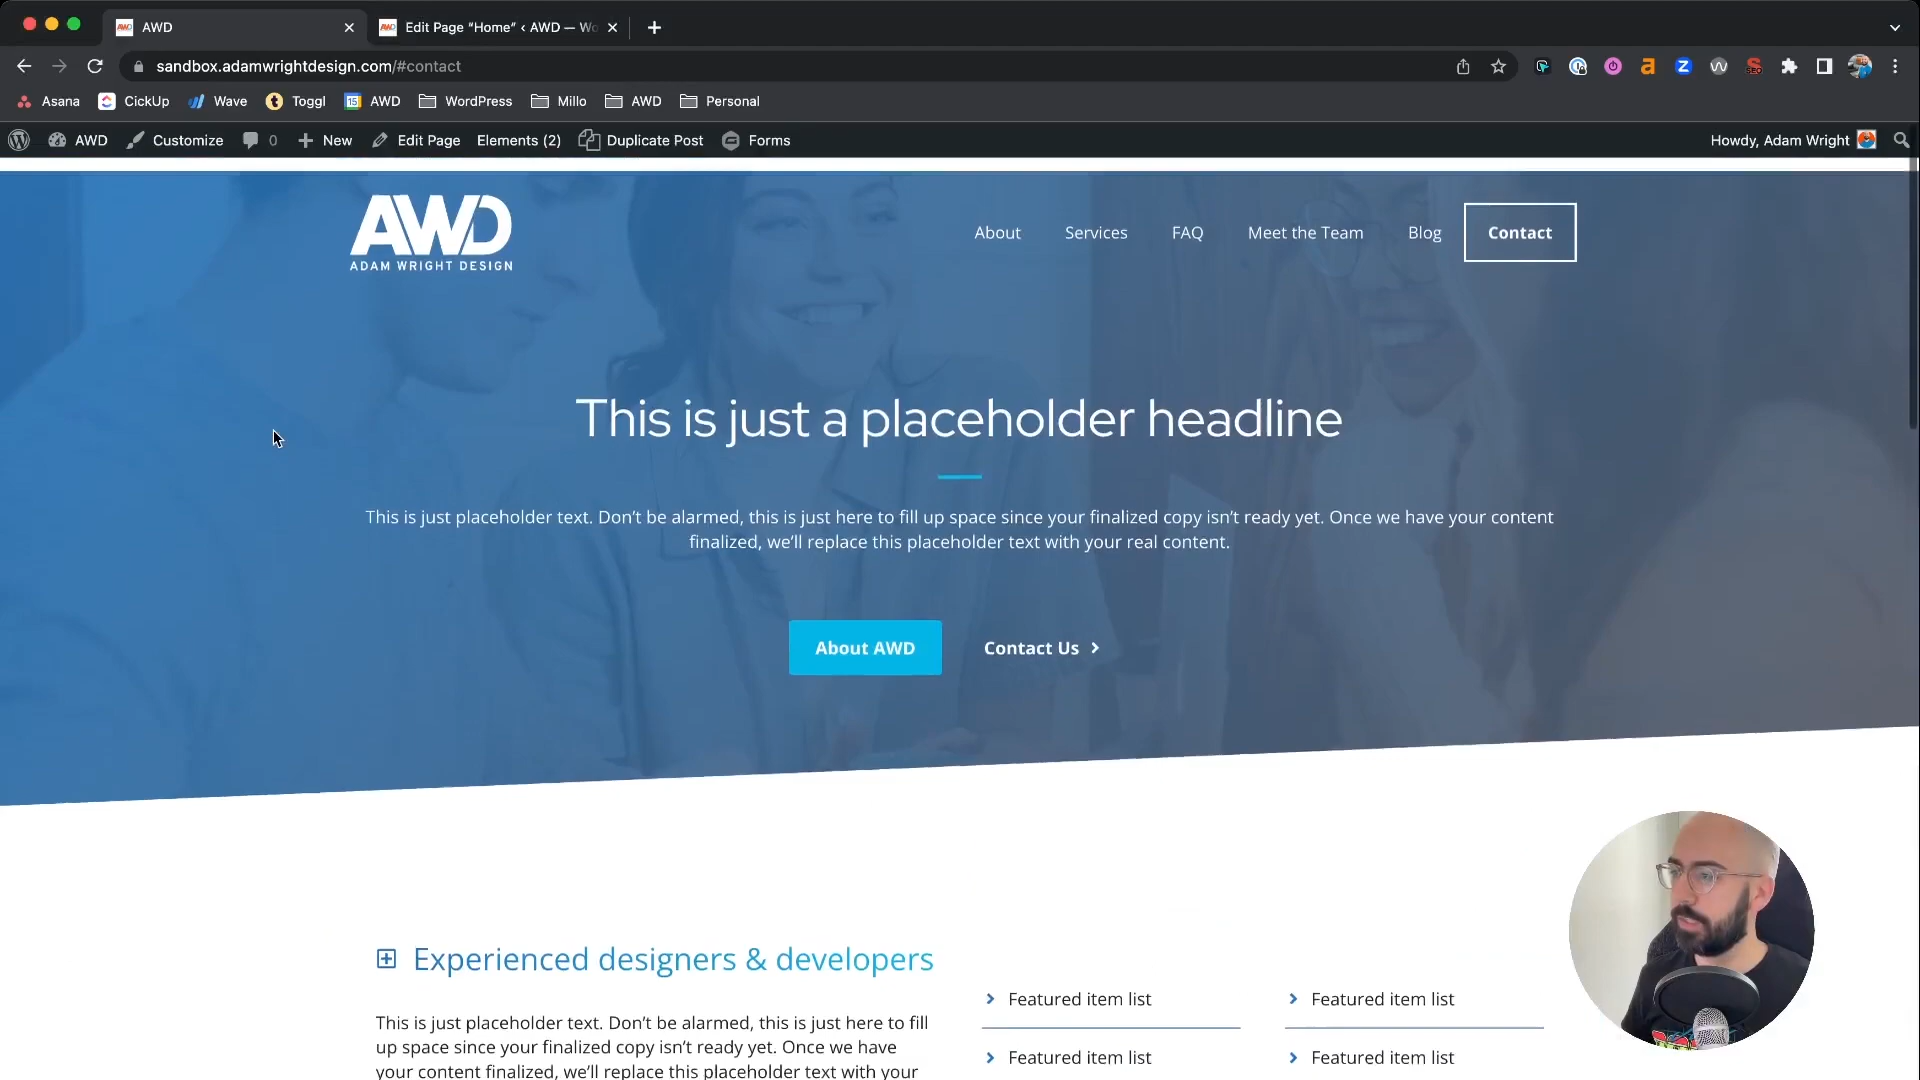 AWD
Edit Page “Home” ‹ AWD — Wo
sandbox.adamwrightdesign.com/#contact
Asana
CickUp
Wave
Toggl
15
AWD
WordPress
Millo
AWD
Personal
AWD
Customize
0
New
Edit Page
Elements (2)
Duplicate Post
Forms
Howdy, Adam Wright
AWD
ADAM WRIGHT DESIGN
About
Services
FAQ
Meet the Team
Blog
Contact
This is just a placeholder headline
This is just placeholder text. Don’t be alarmed, this is just here to fill up space since your finalized copy isn’t ready yet. Once we have your content
finalized, we’ll replace this placeholder text with your real content.
About AWD
Contact Us
Experienced designers & developers
This is just placeholder text. Don’t be alarmed, this is just here to fill
up space since your finalized copy isn’t ready yet. Once we have
your content finalized, we’ll replace this placeholder text with your
Featured item list
Featured item list
Featured item list
Featured item list